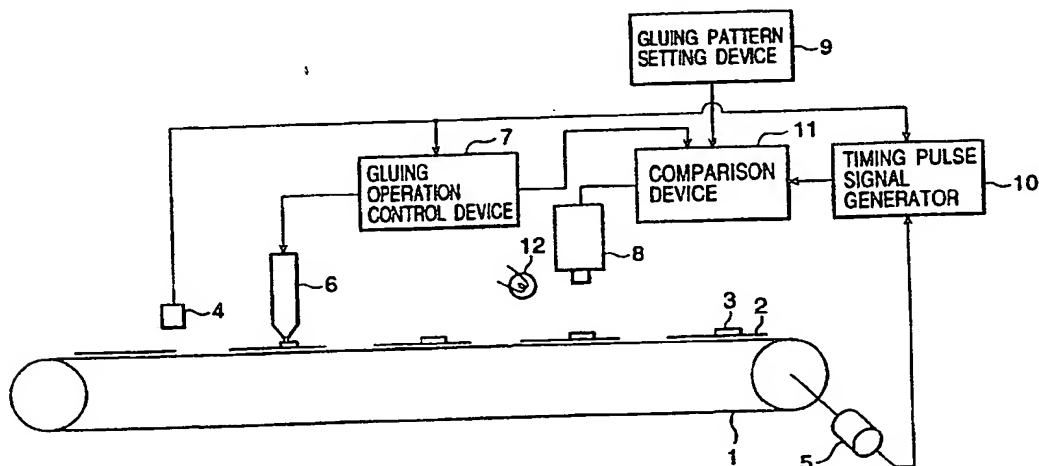 GLUING PATTERN
SETTING DEVICE
9
7
11
GLUING
OPERATION
CONTROL DEVICE
COMPARISON
DEVICE
TIMING PULSE
SIGNAL
GENERATOR
10
12
8
6
4
3
2
1
5